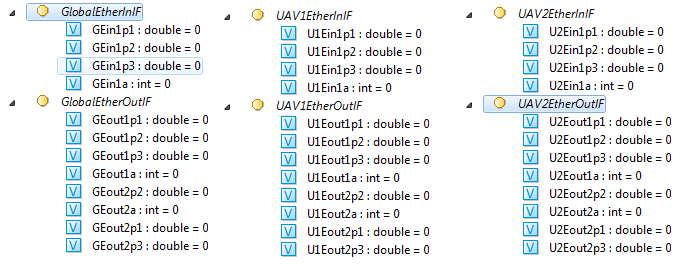 GlobalEtherInIF
GEin1p1 : double = 0
GEin1p2 : double = 0
GEin1p3 : double = 0
GEin1a : int = 0
GlobalEtherOutIF
GEout1p1 : double = 0
GEout1p2 : double = 0
GEout1p3 : double = 0
GEout1a : int = 0
GEout2p2 : double = 0
GEout2a : int = 0
GEout2p1 : double = 0
GEout2p3 : double = 0
UAV1EtherInIF
U1Ein1p1 : double = 0
U1Ein1p2 : double = 0
U1Ein1p3 : double = 0
U1Ein1a : int = 0
UAV1EtherOutIF
U1Eout1p1 : double = 0
U1Eout1p2 : double = 0
U1Eout1p3 : double = 0
U1Eout1a : int = 0
U1Eout2p2 : double = 0
U1Eout2a : int = 0
U1Eout2p1 : double = 0
U1Eout2p3 : double = 0
UAV2EtherInIF
U2Ein1p1 : double = 0
U2Ein1p2 : double = 0
U2Ein1p3 : double = 0
U2Ein1a : int = 0
UAV2EtherOutIF
U2Eout1p1 : double = 0
U2Eout1p2 : double = 0
U2Eout1p3 : double = 0
U2Eout1a : int = 0
U2Eout2p2 : double = 0
U2Eout2a : int = 0
U2Eout2p1 : double = 0
U2Eout2p3 : double = 0